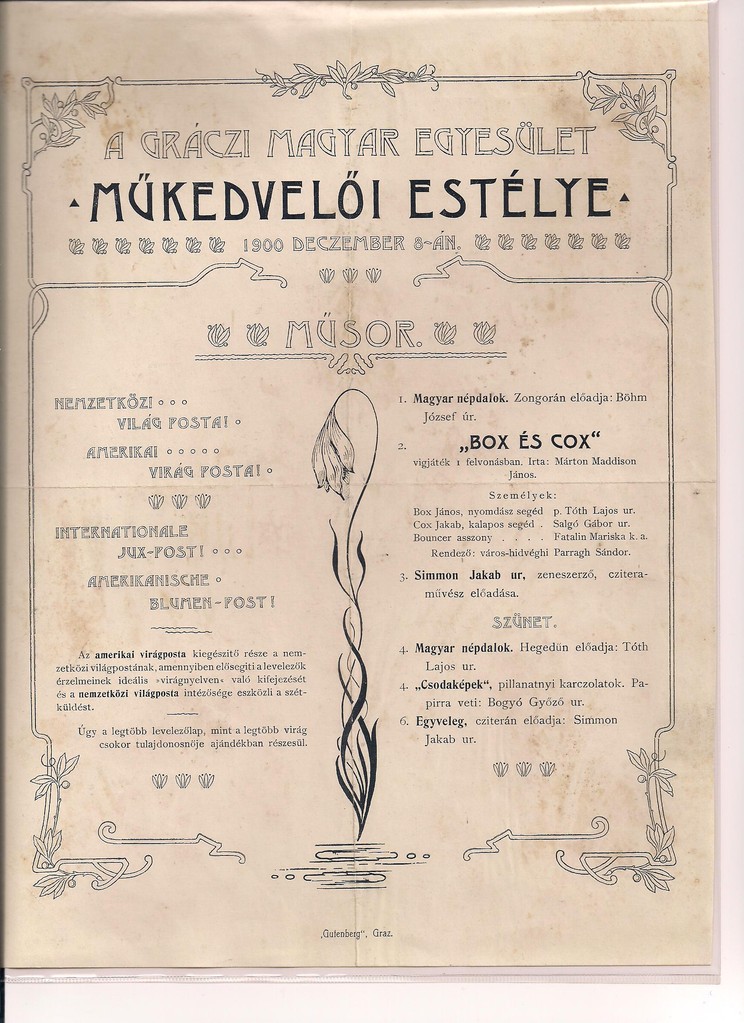 A GRÁCZI MAGYAR EGYESÜLET
MŰKEDVELŐI ESTÉLYE
1900 DECZEMBER 8-ÁN.
MŰSOR.
NEMZETKÖZI
VILÁG POSTA!
AMERIKAI
VIRÁG POSTA!
INTERNATIONALE
JUX-POST!
AMERIKANISCHE
BLUMEN-POST!
Az amerikai virágposta kiegészitő része a nem-
zetközi világpostának, amennyiben elősegiti a levelezők
érzelmeinek ideális »virágnyelven« való kifejezését
és a nemzetközi világposta intézősége eszközli a szét-
küldést.
Úgy a legtöbb levelezőlap, mint a legtöbb virág
csokor tulajdonosnője ajándékban részesül.
1. Magyar népdalok. Zongorán előadja: Böhm
József úr.
2. „BOX ÉS COX“
vigjáték 1 felvonásban. Irta: Márton Maddison
János.
Személyek:
Box János, nyomdász segéd p. Tóth Lajos ur.
Cox Jakab, kalapos segéd . Salgó Gábor ur.
Bouncer asszony . . . . Fatalin Mariska k. a.
Rendező: város-hidvéghi Parragh Sándor.
3. Simmon Jakab ur, zeneszerző, czitera-
művész előadása.
SZÜNET.
4. Magyar népdalok. Hegedün előadja: Tóth
Lajos ur.
4. „Csodaképek“, pillanatnyi karczolatok. Pa-
pirra veti: Bogyó Győző ur.
6. Egyveleg, cziterán előadja: Simmon
Jakab ur.
„Gutenberg“, Graz.